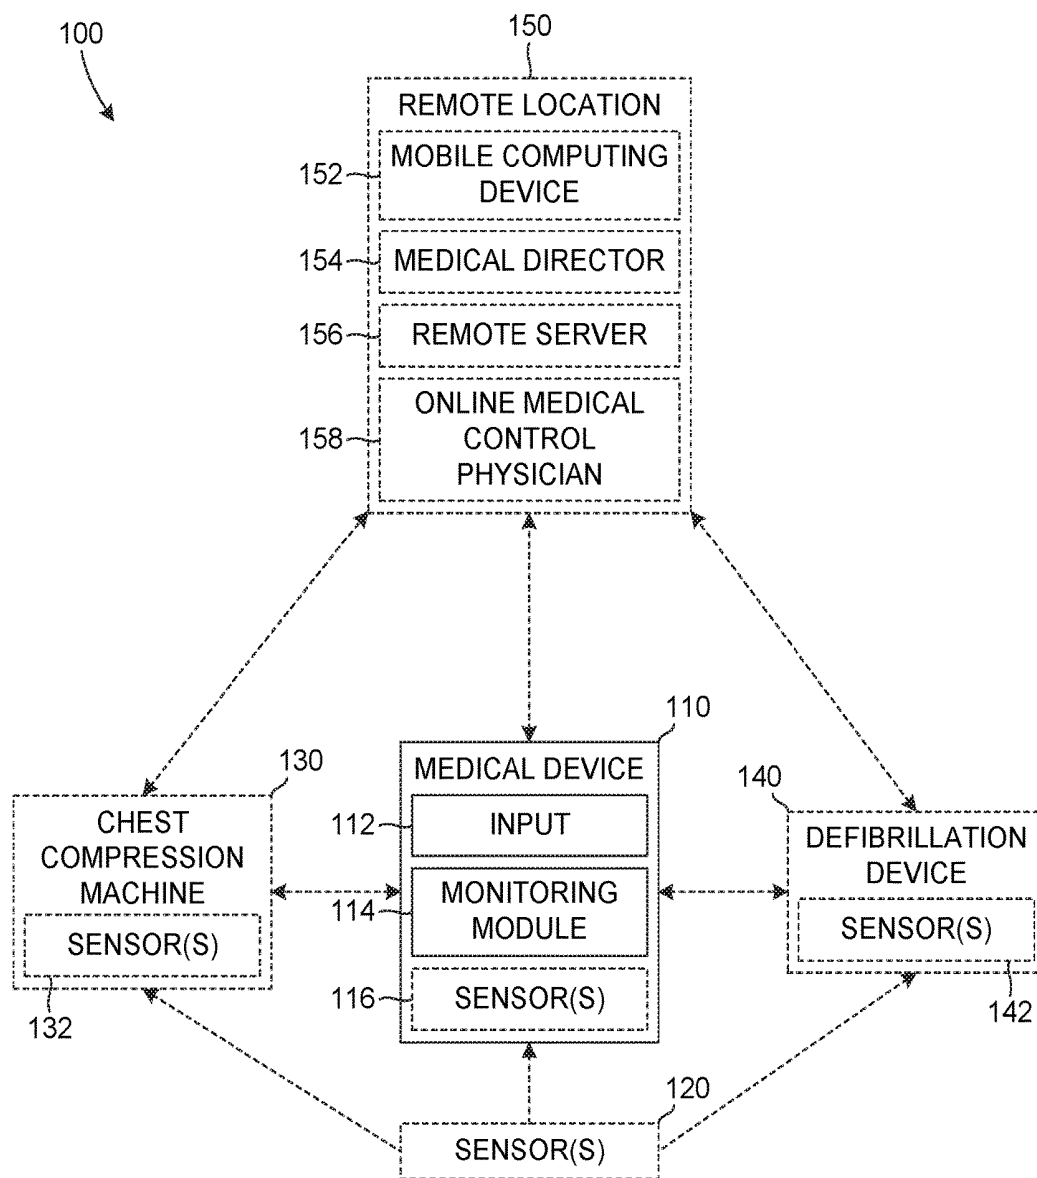 100
150
REMOTE LOCATION
152
MOBILE COMPUTING
DEVICE
154
MEDICAL DIRECTOR
156
REMOTE SERVER
158
ONLINE MEDICAL
CONTROL
PHYSICIAN
130
CHEST
COMPRESSION
MACHINE
SENSOR(S)
132
110
MEDICAL DEVICE
112
INPUT
114
MONITORING
MODULE
116
SENSOR(S)
140
DEFIBRILLATION
DEVICE
SENSOR(S)
142
120
SENSOR(S)